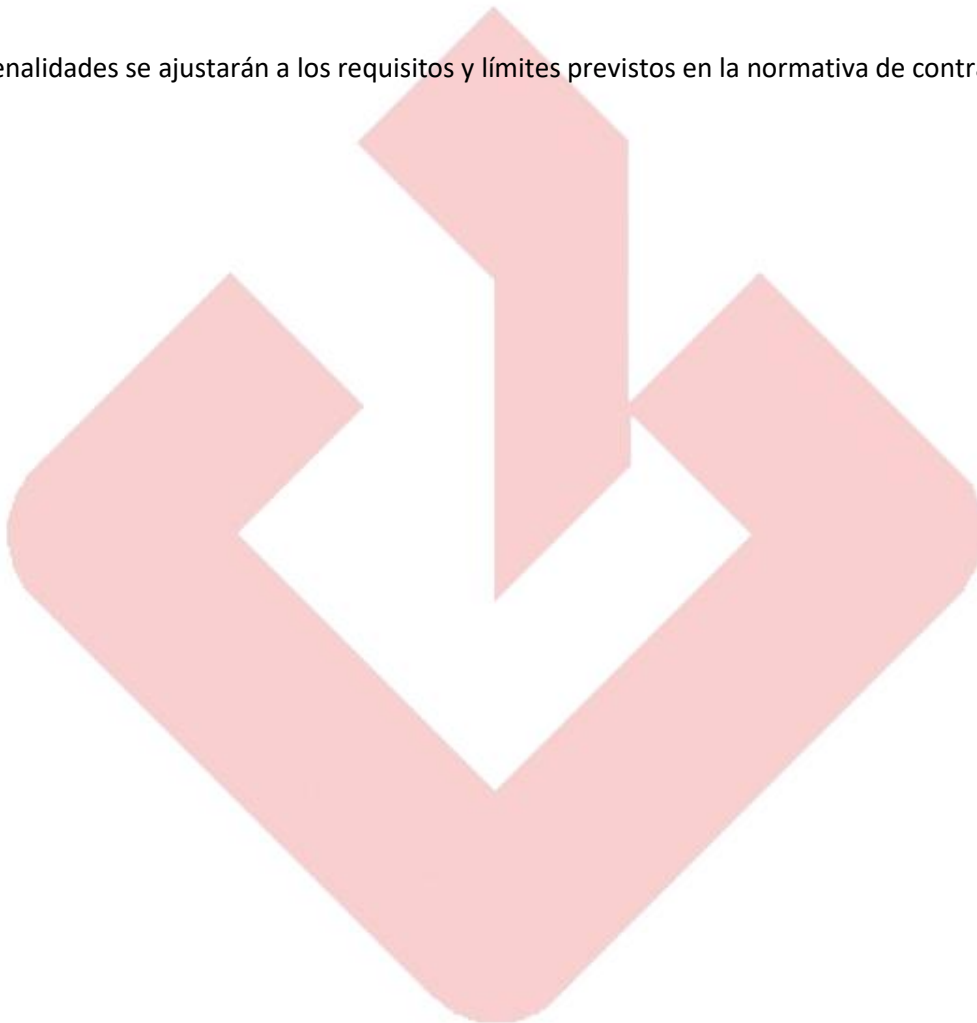 enalidades se ajustarán a los requisitos y límites previstos en la normativa de contra